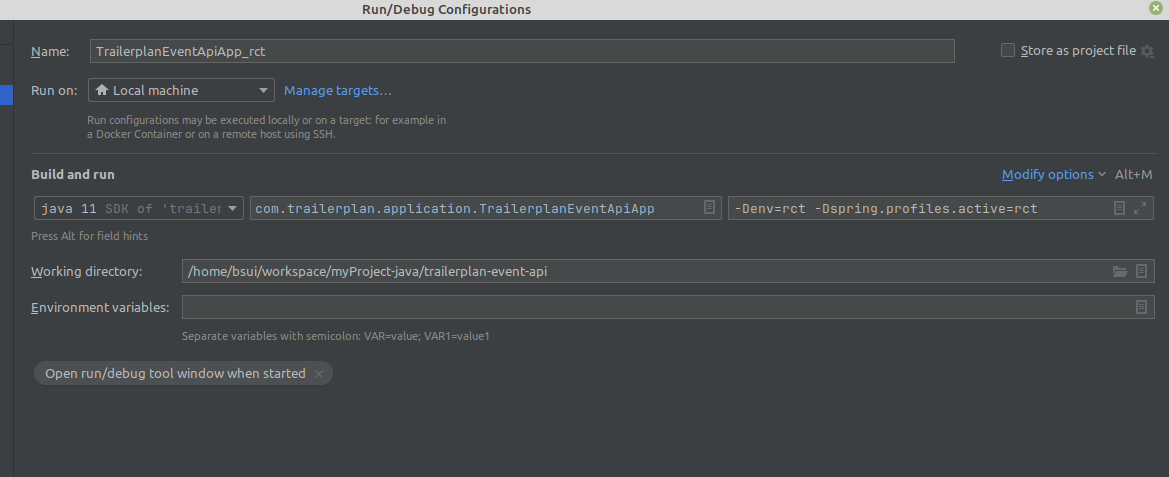 Run/Debug Configurations
Name: TrailerplanEventApiApp_rct Store as project file
Run on: Local machine Manage targets...
Run configurations may be executed locally or on a target: for example in
a Docker Container or on a remote host using SSH.
Build and run Modify options Alt+M
java 11 SDK of 'trailer com.trailerplan.application.TrailerplanEventApiApp -Denv=rct -Dspring.profiles.active=rct
Press Alt for field hints
Working directory: /home/bsui/workspace/myProject-java/trailerplan-event-api
Environment variables:
Separate variables with semicolon: VAR=value; VAR1=value1
Open run/debug tool window when started